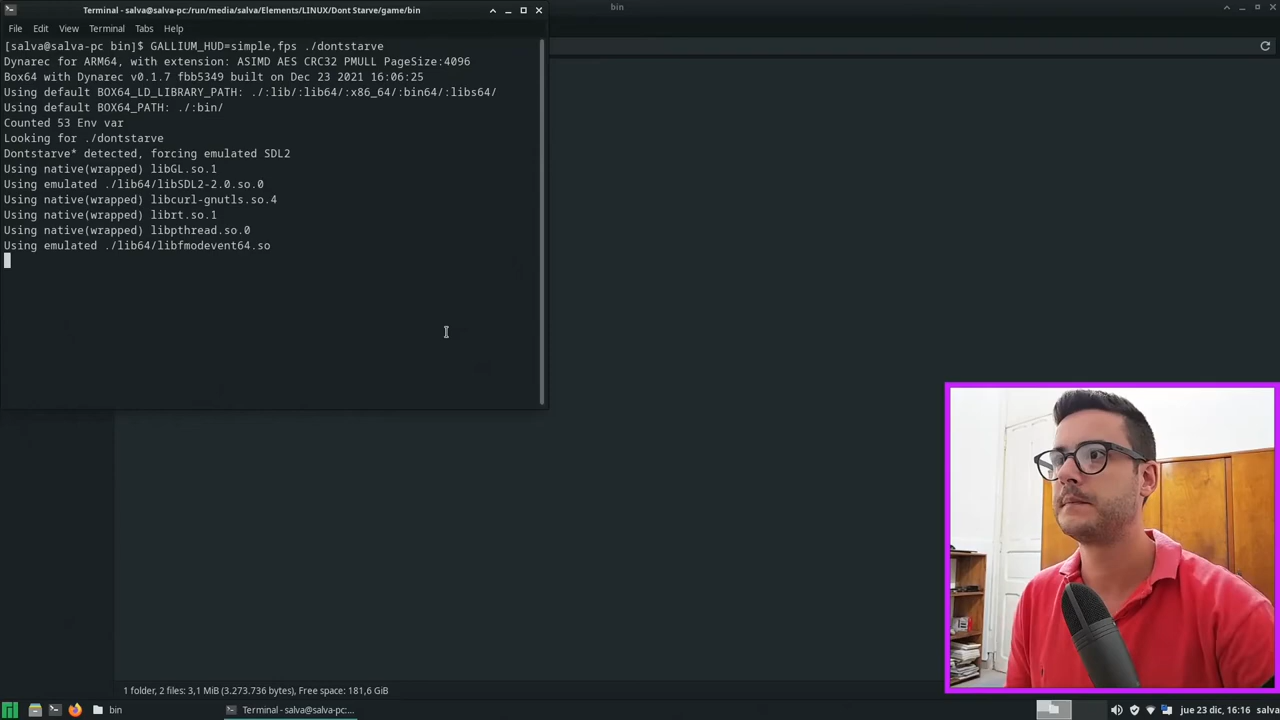 Terminal - salva@salva-pc:/run/media/salva/Elements/LINUX/Dont Starve/game/bin
bin
File Edit View Terminal Tabs Help
[salva@salva-pc bin]$ GALLIUM_HUD=simple,fps ./dontstarve
Dynarec for ARM64, with extension: ASIMD AES CRC32 PMULL PageSize:4096
Box64 with Dynarec v0.1.7 fbb5349 built on Dec 23 2021 16:06:25
Using default BOX64_LD_LIBRARY_PATH: ./:lib/:lib64/:x86_64/:bin64/:libs64/
Using default BOX64_PATH: ./:bin/
Counted 53 Env var
Looking for ./dontstarve
Dontstarve* detected, forcing emulated SDL2
Using native(wrapped) libGL.so.1
Using emulated ./lib64/libSDL2-2.0.so.0
Using native(wrapped) libcurl-gnutls.so.4
Using native(wrapped) librt.so.1
Using native(wrapped) libpthread.so.0
Using emulated ./lib64/libfmodevent64.so
1 folder, 2 files: 3,1 MiB (3.273.736 bytes), Free space: 181,6 GiB
bin
Terminal - salva@salva-pc:...
jue 23 dic, 16:16 salva